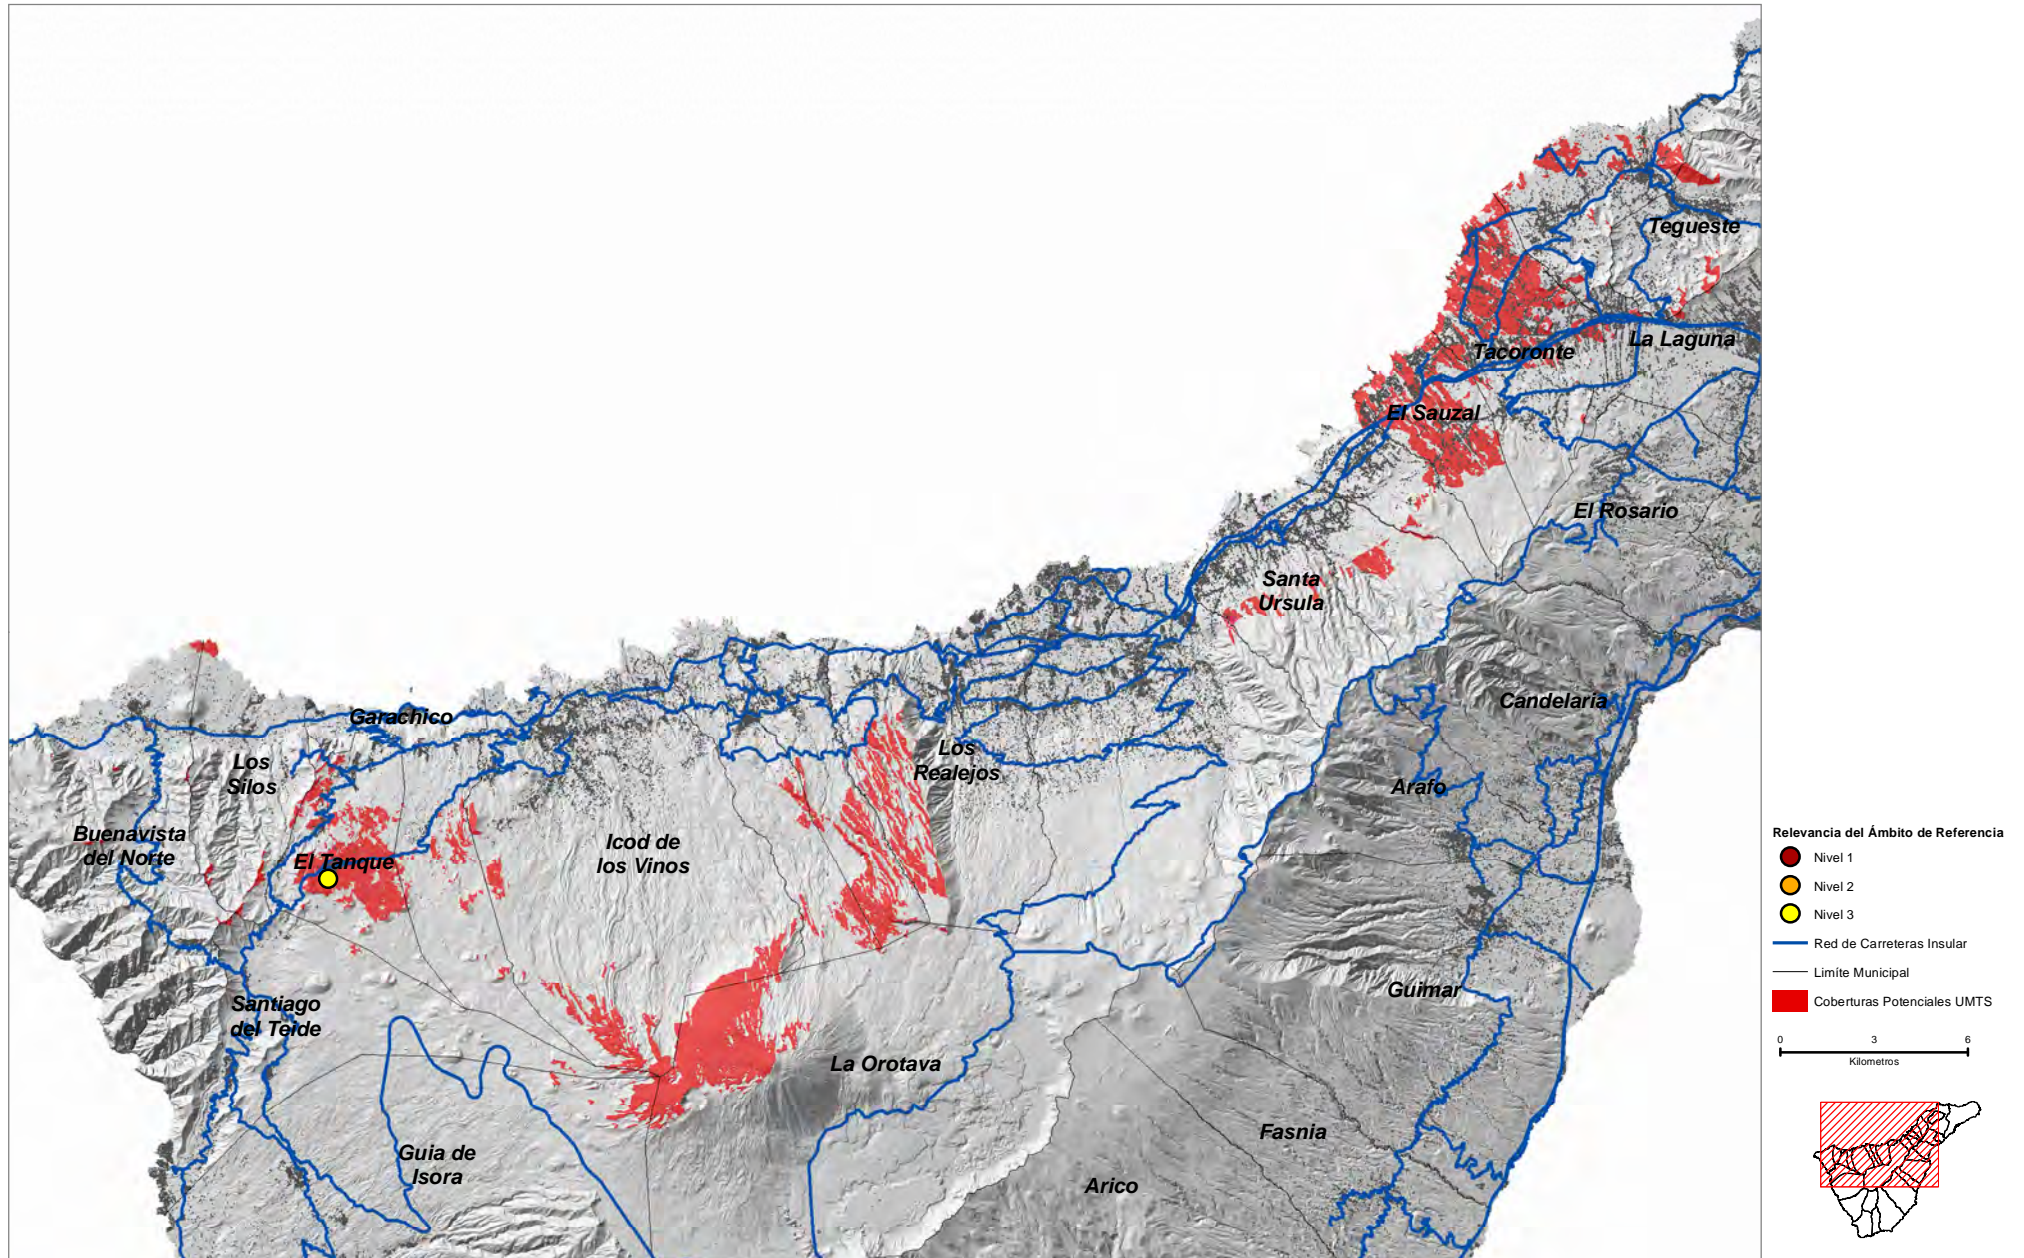 Tegueste
La Laguna
Tacoronte
El Sauzal
El Rosario
Santa
Ursula
Candelaria
Garachico
Los
Realejos
Los
Silos
Arafo
Buenavista
del Norte
El Tanque
Icod de
los Vinos
Guimar
Santiago
del Teide
La Orotava
Fasnia
Guia de
Isora
Arico
Relevancia del Ámbito de Referencia
Nivel 1
Nivel 2
Nivel 3
Red de Carreteras Insular
Limíte Municipal
Coberturas Potenciales UMTS
0 3 6
Kilometros